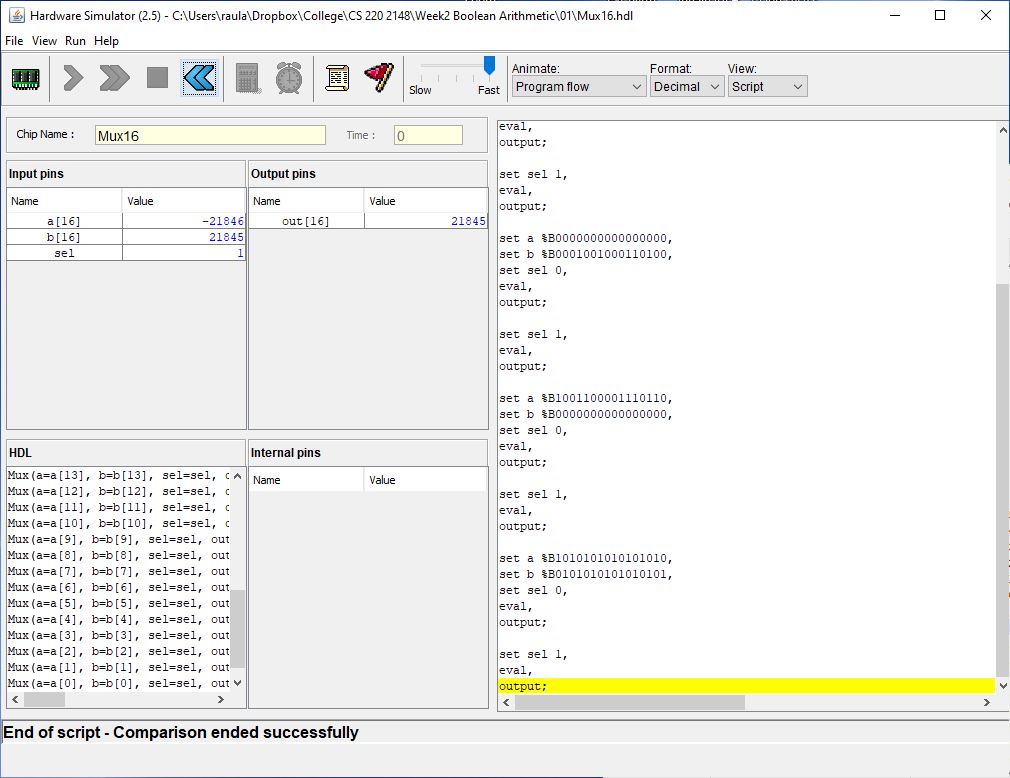 Hardware Simulator (2.5) - C:\Users\raula\Dropbox\College\CS 220 2148\Week2 Boolean Arithmetic\01\Mux16.hdl
File View Run Help
Slow Fast
Animate: Format: View:
Program flow Decimal Script
Chip Name : Mux16 Time : 0
Input pins
Name Value
a[16] -21846
b[16] 21845
sel 1
Output pins
Name Value
out[16] 21845
HDL
Mux(a=a[13], b=b[13], sel=sel, o
Mux(a=a[12], b=b[12], sel=sel, o
Mux(a=a[11], b=b[11], sel=sel, o
Mux(a=a[10], b=b[10], sel=sel, o
Mux(a=a[9], b=b[9], sel=sel, out
Mux(a=a[8], b=b[8], sel=sel, out
Mux(a=a[7], b=b[7], sel=sel, out
Mux(a=a[6], b=b[6], sel=sel, out
Mux(a=a[5], b=b[5], sel=sel, out
Mux(a=a[4], b=b[4], sel=sel, out
Mux(a=a[3], b=b[3], sel=sel, out
Mux(a=a[2], b=b[2], sel=sel, out
Mux(a=a[1], b=b[1], sel=sel, out
Mux(a=a[0], b=b[0], sel=sel, out
Internal pins
Name Value
eval,
output;
set sel 1,
eval,
output;
set a %B0000000000000000,
set b %B0001001000110100,
set sel 0,
eval,
output;
set sel 1,
eval,
output;
set a %B1001100001110110,
set b %B0000000000000000,
set sel 0,
eval,
output;
set sel 1,
eval,
output;
set a %B1010101010101010,
set b %B0101010101010101,
set sel 0,
eval,
output;
set sel 1,
eval,
output;
End of script - Comparison ended successfully